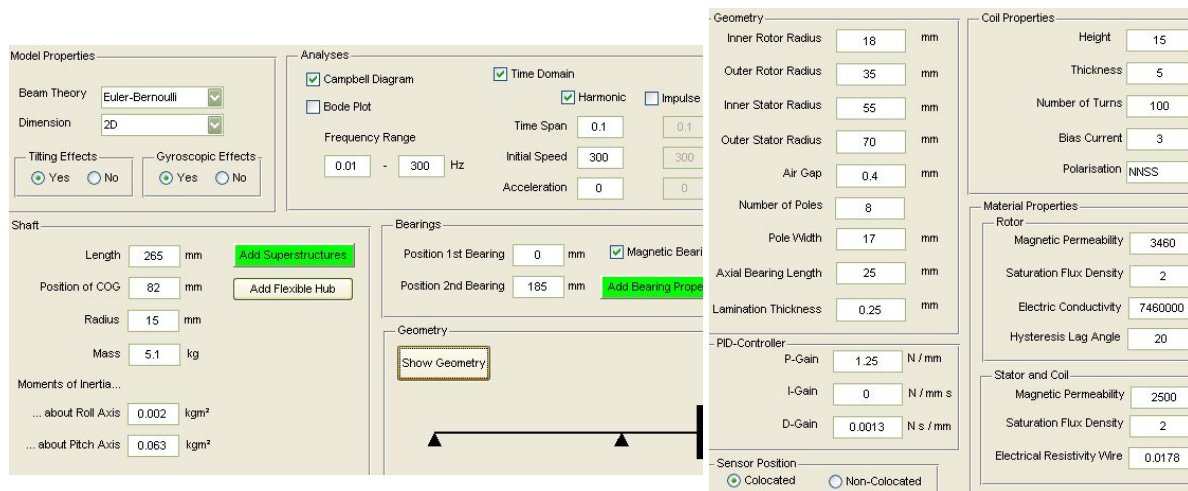 Model Properties
Beam Theory Euler-Bernoulli
Dimension 2D
Tilting Effects
Yes No
Gyroscopic Effects
Yes No
Analyses
Campbell Diagram
Bode Plot
Frequency Range
0.01 - 300 Hz
Time Domain
Harmonic Impulse
Time Span 0.1 0.1
Initial Speed 300 300
Acceleration 0 0
Shaft
Length 265 mm Add Superstructures
Position of COG 82 mm Add Flexible Hub
Radius 15 mm
Mass 5.1 kg
Moments of Inertia...
... about Roll Axis 0.002 kgm²
... about Pitch Axis 0.063 kgm²
Bearings
Position 1st Bearing 0 mm Magnetic Beari
Position 2nd Bearing 185 mm Add Bearing Prope
Geometry
Show Geometry
Geometry
Inner Rotor Radius 18 mm
Outer Rotor Radius 35 mm
Inner Stator Radius 55 mm
Outer Stator Radius 70 mm
Air Gap 0.4 mm
Number of Poles 8
Pole Width 17 mm
Axial Bearing Length 25 mm
Lamination Thickness 0.25 mm
PID-Controller
P-Gain 1.25 N / mm
I-Gain 0 N / mm s
D-Gain 0.0013 N s / mm
Sensor Position
Colocated Non-Colocated
Coil Properties
Height 15
Thickness 5
Number of Turns 100
Bias Current 3
Polarisation NNSS
Material Properties
Rotor
Magnetic Permeability 3460
Saturation Flux Density 2
Electric Conductivity 7460000
Hysteresis Lag Angle 20
Stator and Coil
Magnetic Permeability 2500
Saturation Flux Density 2
Electrical Resistivity Wire 0.0178